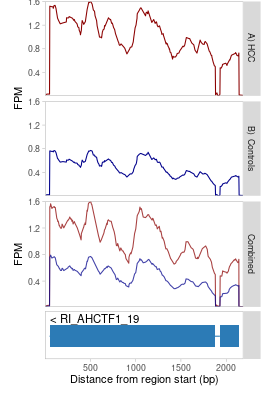 FPM
1.6
1.2
0.8
0.4
A) HCC
1.6
1.2
0.8
0.4
B) Controls
FPM
1.6
1.2
0.8
0.4
Combined
< RI_AHCTF1_19
500 1000 1500 2000
Distance from region start (bp)